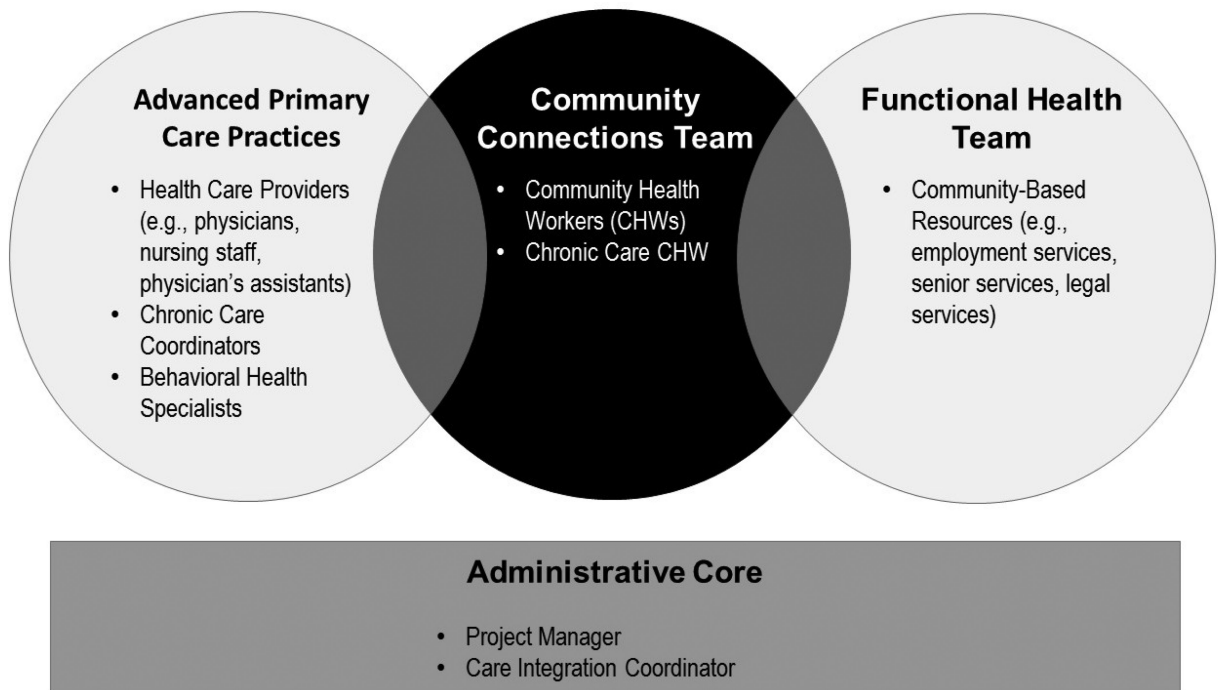 Advanced Primary
Care Practices
• Health Care Providers
(e.g., physicians,
nursing staff,
physician’s assistants)
• Chronic Care
Coordinators
• Behavioral Health
Specialists
Community
Connections Team
• Community Health
Workers (CHWs)
• Chronic Care CHW
Functional Health
Team
• Community-Based
Resources (e.g.,
employment services,
senior services, legal
services)
Administrative Core
• Project Manager
• Care Integration Coordinator